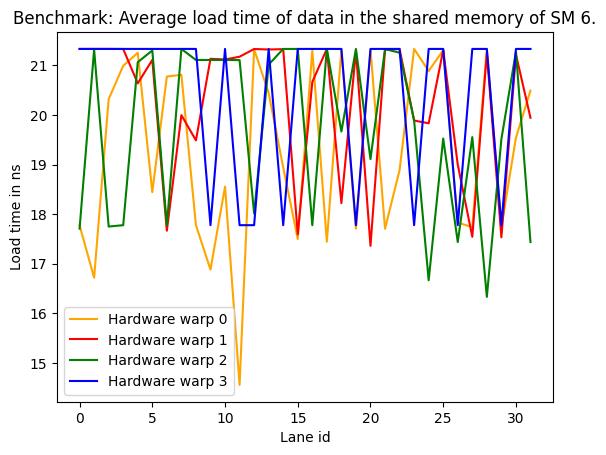 Benchmark: Average load time of data in the shared memory of SM 6.
Load time in ns
21
20
19
18
17
16
15
Hardware warp 0
Hardware warp 1
Hardware warp 2
Hardware warp 3
0 5 10 15 20 25 30
Lane id